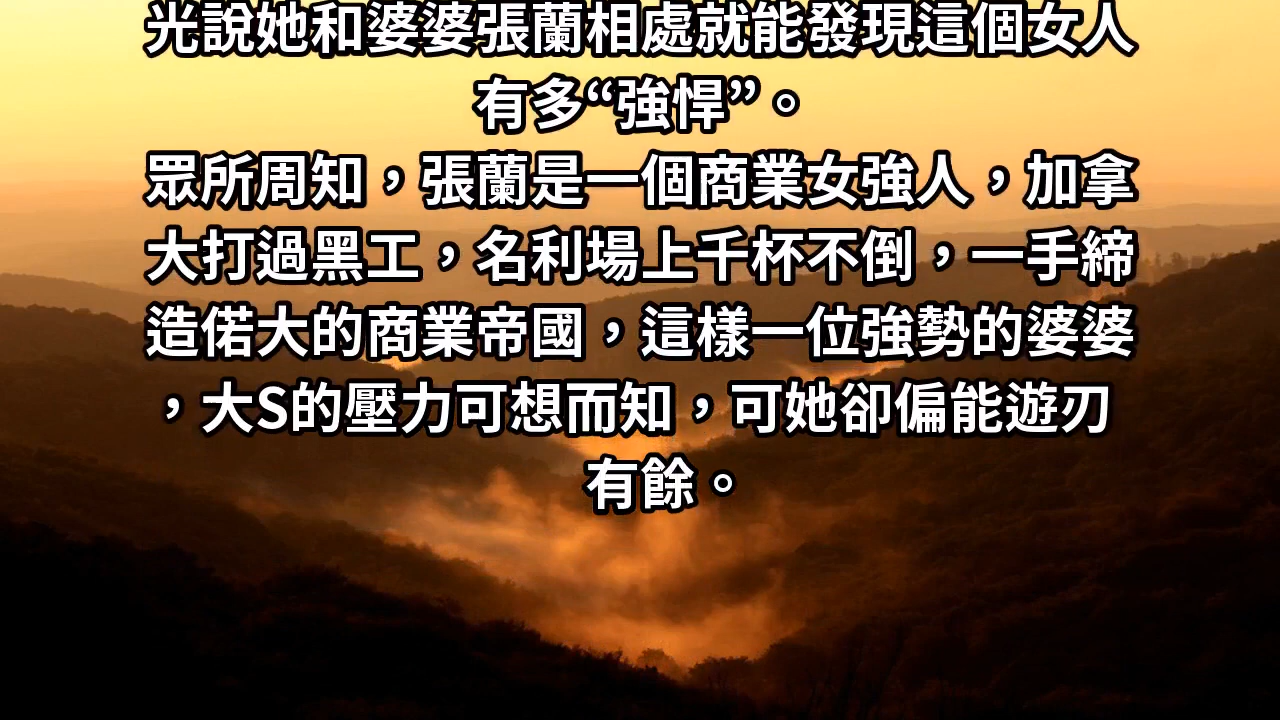 光說她和婆婆張蘭相處就能發現這個女人
有多“強悍”。
眾所周知，張蘭是一個商業女強人，加拿
大打過黑工，名利場上千杯不倒，一手締
造偌大的商業帝國，這樣一位強勢的婆婆
，大S的壓力可想而知，可她卻偏能遊刃
有餘。